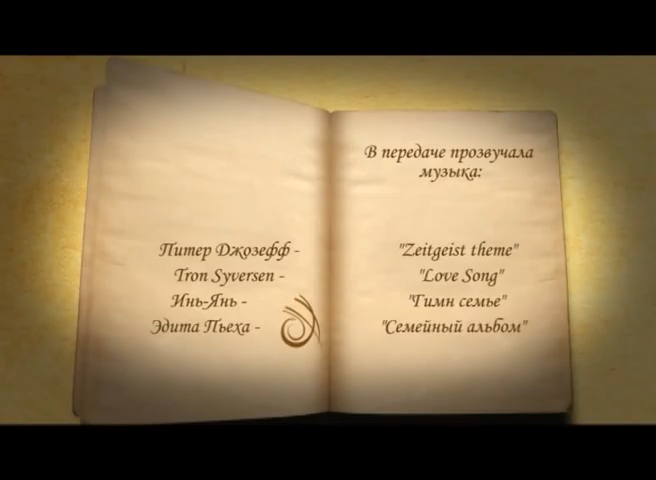 В передаче прозвучала
музыка:
Питер Джозефф - "Zeitgeist theme"
Tron Syversen - "Love Song"
Инь-Янь - "Гимн семье"
Эдита Пьеха - "Семейный альбом"